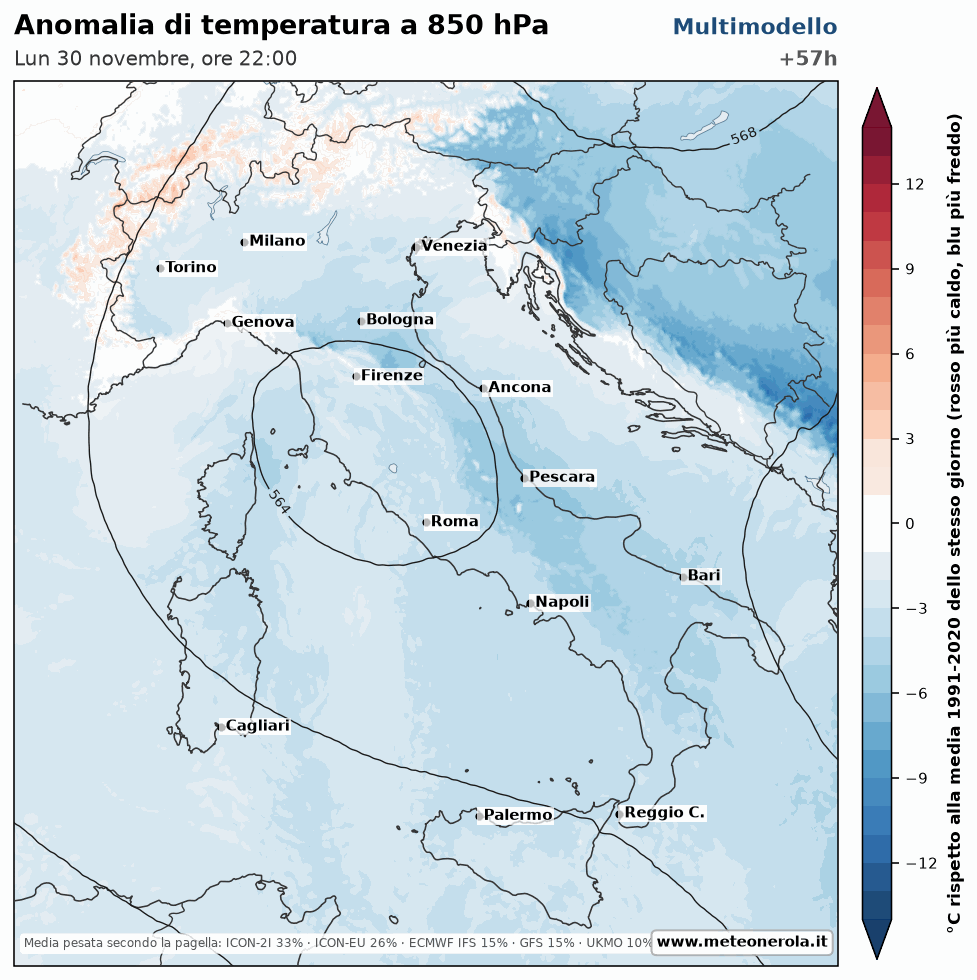 Anomalia di temperatura a 850 hPa
Multimodello
Lun 30 novembre, ore 22:00
+57h
568
Milano
Venezia
Torino
Genova
Bologna
Firenze
Ancona
Pescara
564
Roma
Bari
Napoli
Cagliari
Palermo
Reggio C.
12
9
6
3
0
−3
−6
−9
−12
°C rispetto alla media 1991-2020 dello stesso giorno (rosso più caldo, blu più freddo)
Media pesata secondo la pagella: ICON-2I 33% · ICON-EU 26% · ECMWF IFS 15% · GFS 15% · UKMO 10%
www.meteonerola.it